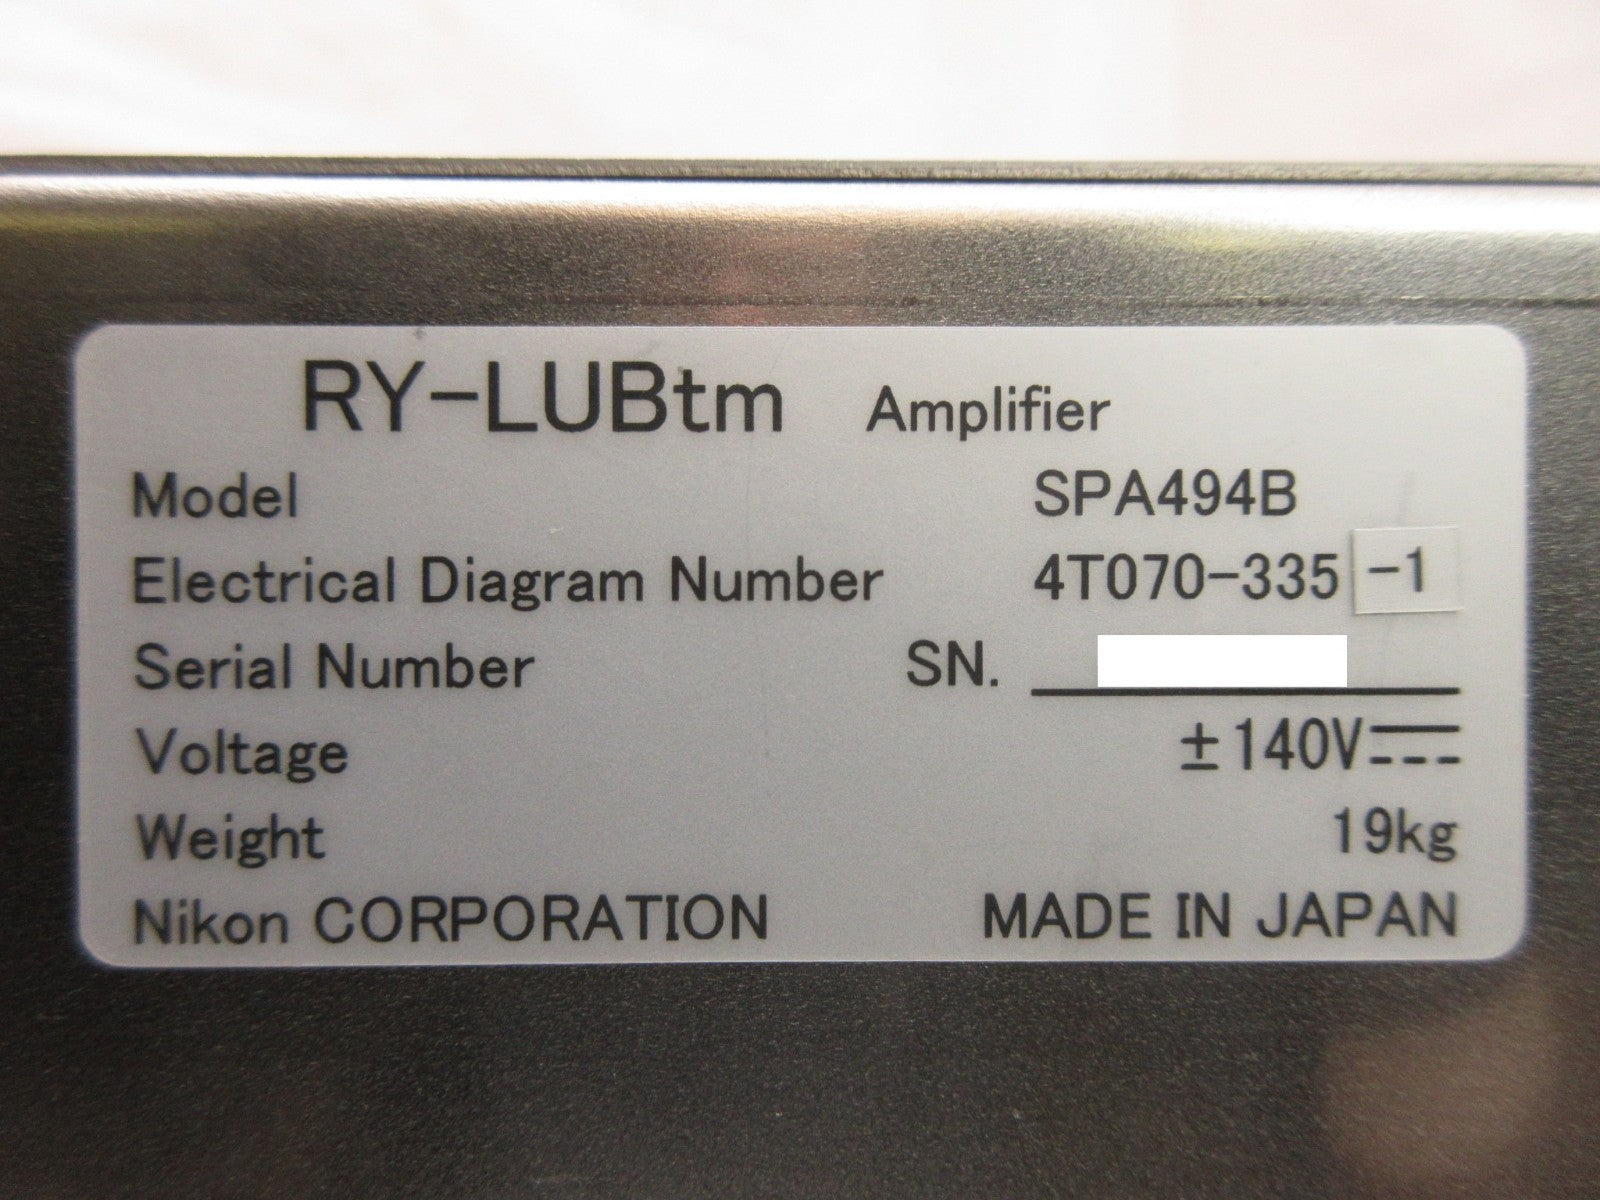 RY-LUBtm Amplifier
Model SPA494B
Electrical Diagram Number 4T070-335 -1
Serial Number SN.
Voltage ±140V⎓
Weight 19kg
Nikon CORPORATION MADE IN JAPAN